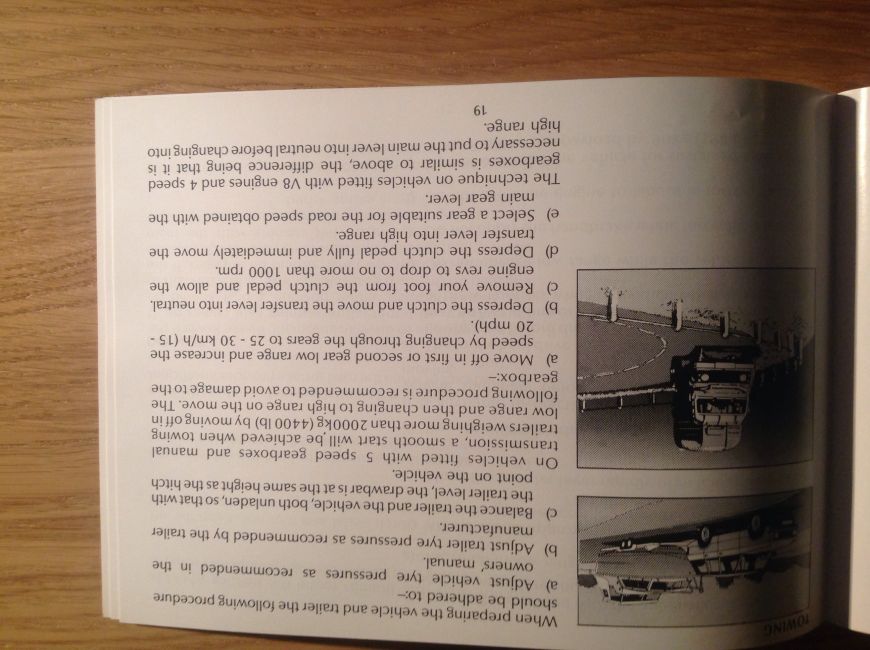 TOWING
When preparing the vehicle and trailer the following procedure
should be adhered to:–
a) Adjust vehicle tyre pressures as recommended in the
owners' manual.
b) Adjust trailer tyre pressures as recommended by the trailer
manufacturer.
c) Balance the trailer and the vehicle, both unladen, so that with
the trailer level, the drawbar is at the same height as the hitch
point on the vehicle.
On vehicles fitted with 5 speed gearboxes and manual
transmission, a smooth start will be achieved when towing
trailers weighing more than 2000kg (4400 lb) by moving off in
low range and then changing to high range on the move. The
following procedure is recommended to avoid damage to the
gearbox:–
a) Move off in first or second gear low range and increase the
speed by changing through the gears to 25 - 30 km/h (15 -
20 mph).
b) Depress the clutch and move the transfer lever into neutral.
c) Remove your foot from the clutch pedal and allow the
engine revs to drop to no more than 1000 rpm.
d) Depress the clutch pedal fully and immediately move the
transfer lever into high range.
e) Select a gear suitable for the road speed obtained with the
main gear lever.
The technique on vehicles fitted with V8 engines and 4 speed
gearboxes is similar to above, the difference being that it is
necessary to put the main lever into neutral before changing into
high range.
19